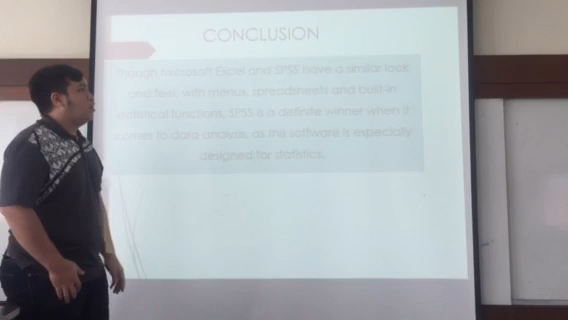 CONCLUSION
Though Microsoft Excel and SPSS have a similar look
and feel, with menus, spreadsheets and built-in
statistical functions, SPSS is a definite winner when it
comes to data analysis, as the software is especially
designed for statistics.